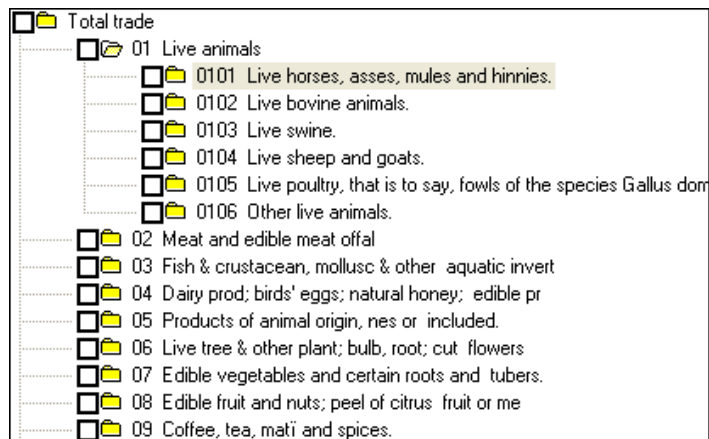 Total trade
01 Live animals
0101 Live horses, asses, mules and hinnies.
0102 Live bovine animals.
0103 Live swine.
0104 Live sheep and goats.
0105 Live poultry, that is to say, fowls of the species Gallus dom
0106 Other live animals.
02 Meat and edible meat offal
03 Fish & crustacean, mollusc & other aquatic invert
04 Dairy prod; birds' eggs; natural honey; edible pr
05 Products of animal origin, nes or included.
06 Live tree & other plant; bulb, root; cut flowers
07 Edible vegetables and certain roots and tubers.
08 Edible fruit and nuts; peel of citrus fruit or me
09 Coffee, tea, matï and spices.